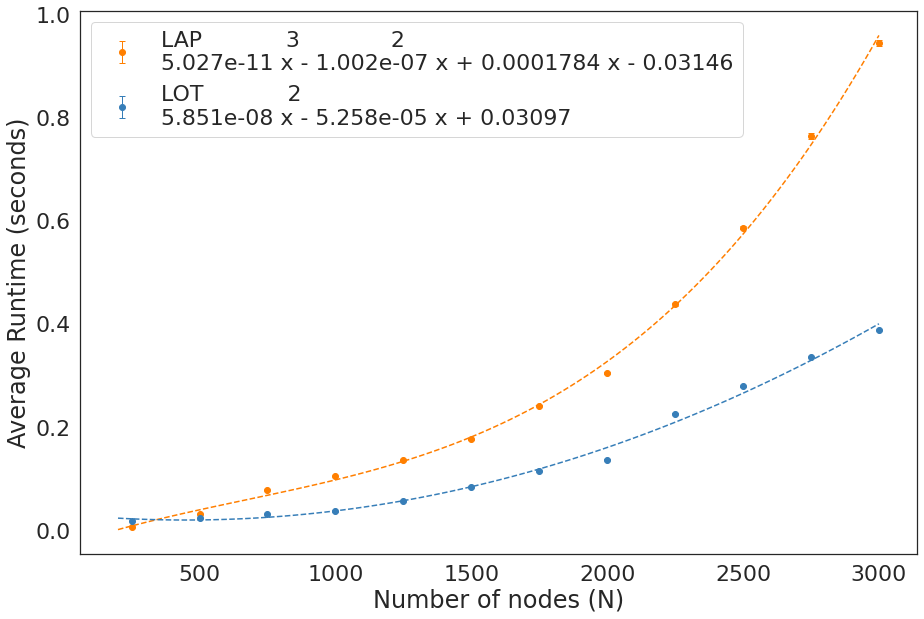 LAP 3 2
5.027e-11 x - 1.002e-07 x + 0.0001784 x - 0.03146
LOT 2
5.851e-08 x - 5.258e-05 x + 0.03097
Average Runtime (seconds)
1.0
0.8
0.6
0.4
0.2
0.0
500 1000 1500 2000 2500 3000
Number of nodes (N)